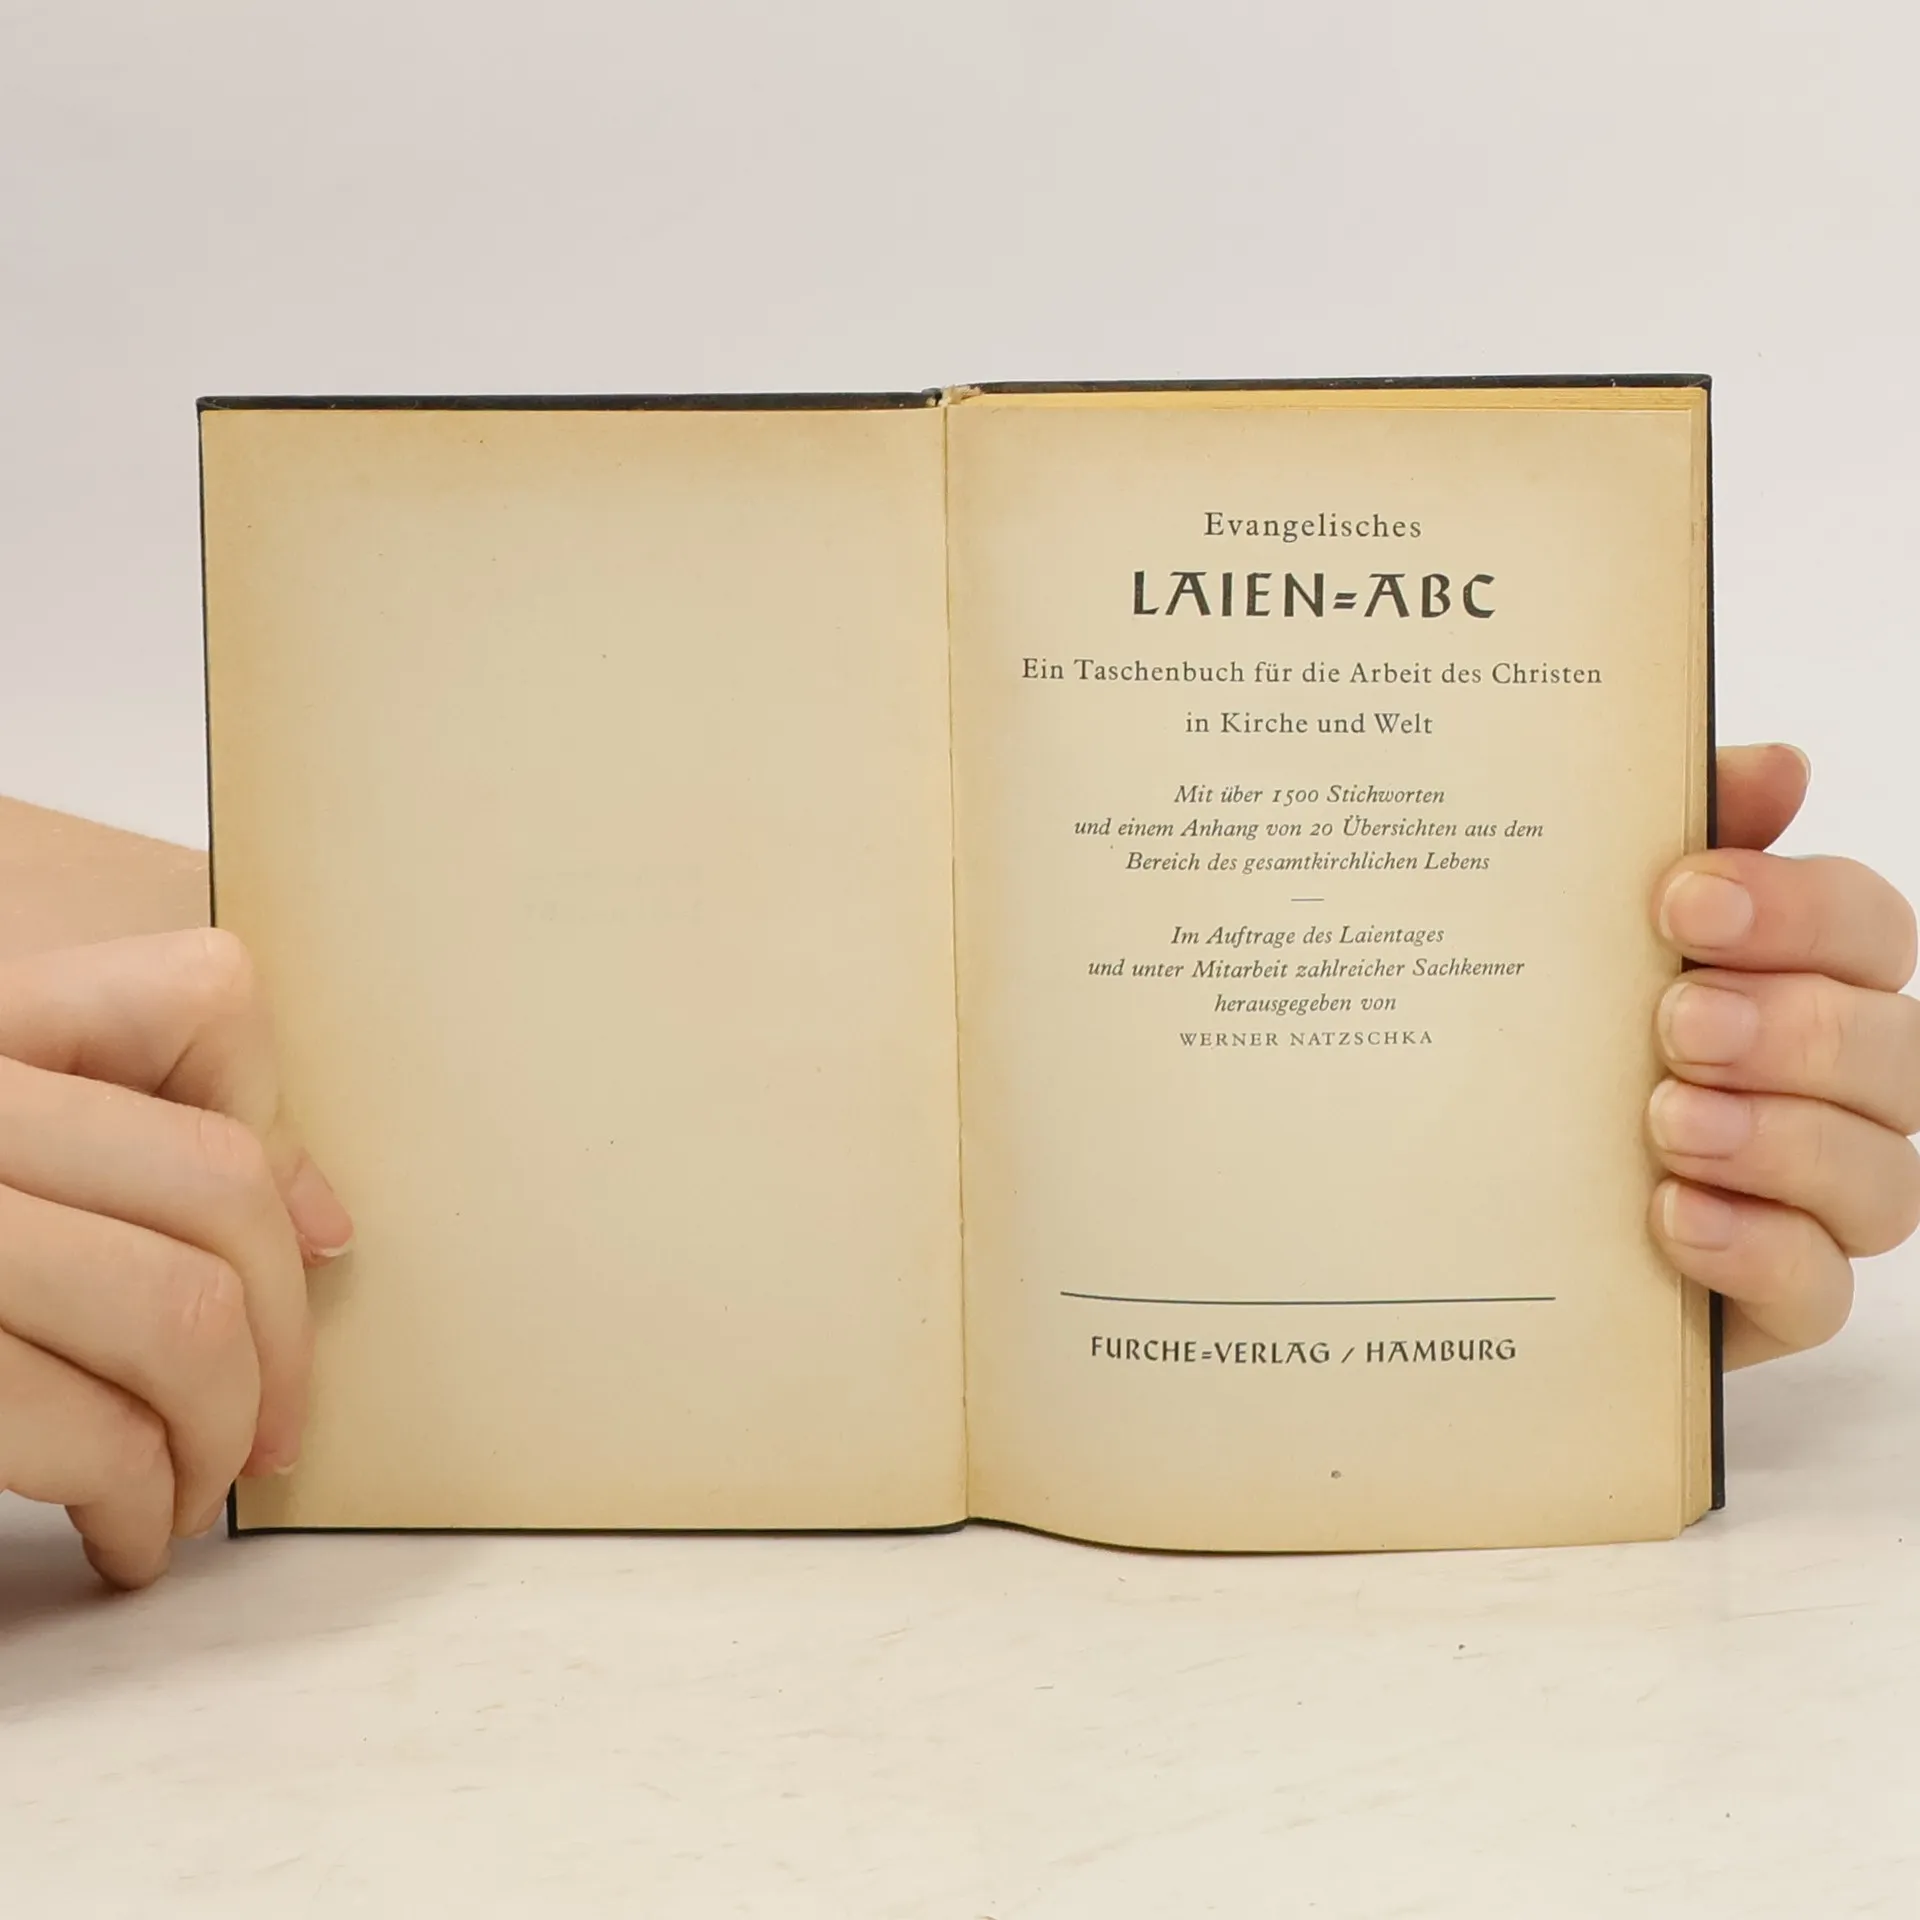 Evangelisches
LAIEN=ABC
Ein Taschenbuch für die Arbeit des Christen
in Kirche und Welt
Mit über 1500 Stichworten
und einem Anhang von 20 Übersichten aus dem
Bereich des gesamtkirchlichen Lebens
Im Auftrage des Laientages
und unter Mitarbeit zahlreicher Sachkenner
herausgegeben von
WERNER NATZSCHKA
FURCHE=VERLAG / HAMBURG